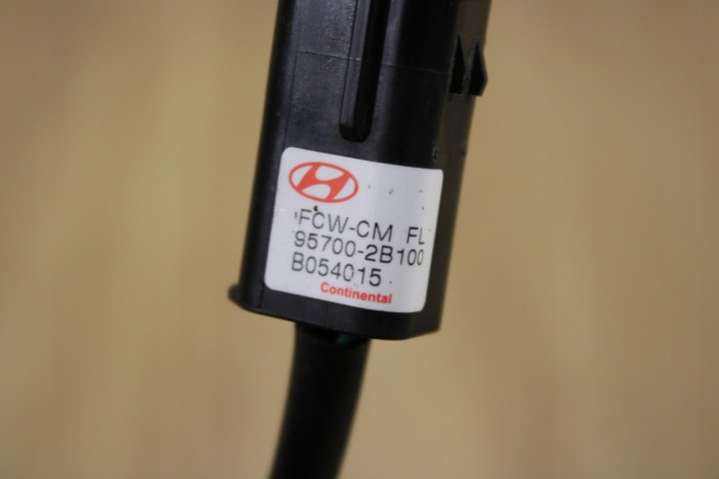 FCW-CM FL
95700-2B100
B054015
Continental